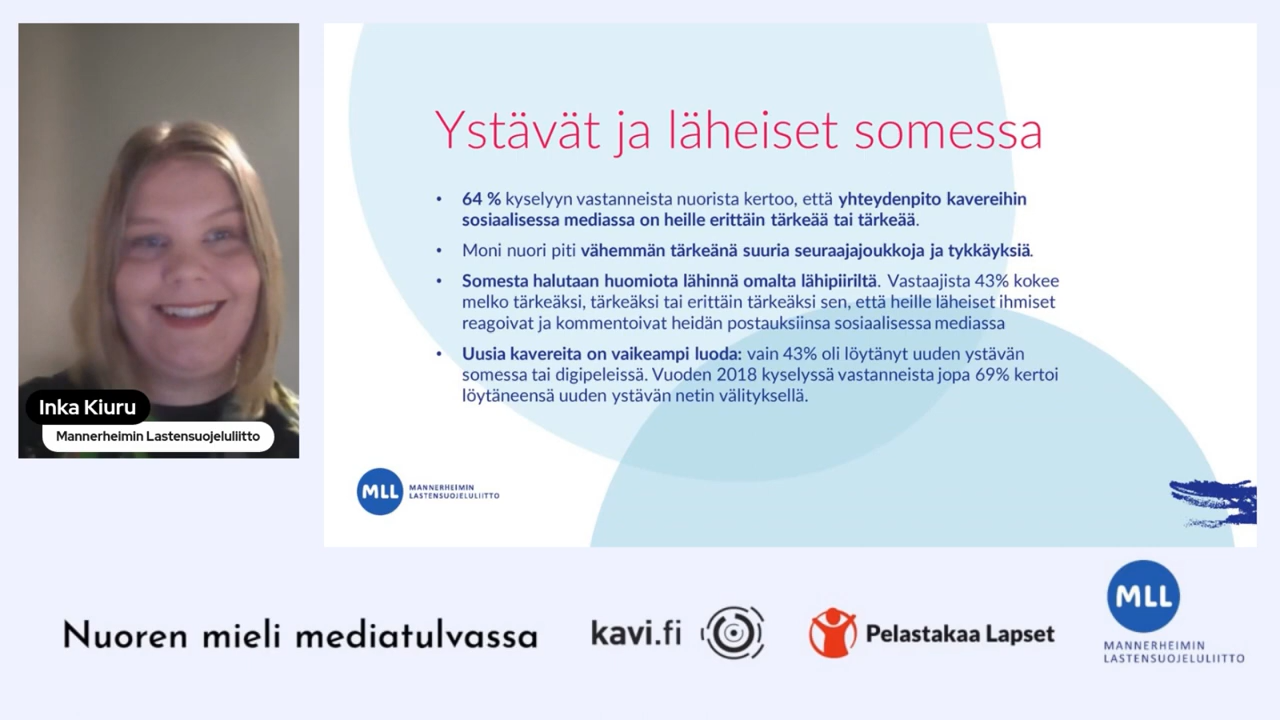 Inka Kiuru
Mannerheimin Lastensuojeluliitto
Ystävät ja läheiset somessa
• 64 % kyselyyn vastanneista nuorista kertoo, että yhteydenpito kavereihin
sosiaalisessa mediassa on heille erittäin tärkeää tai tärkeää.
• Moni nuori piti vähemmän tärkeänä suuria seuraajajoukkoja ja tykkäyksiä.
• Somesta halutaan huomiota lähinnä omalta lähipiiriltä. Vastaajista 43% kokee
melko tärkeäksi, tärkeäksi tai erittäin tärkeäksi sen, että heille läheiset ihmiset
reagoivat ja kommentoivat heidän postauksiinsa sosiaalisessa mediassa
• Uusia kavereita on vaikeampi luoda: vain 43% oli löytänyt uuden ystävän
somessa tai digipeleissä. Vuoden 2018 kyselyssä vastanneista jopa 69% kertoi
löytäneensä uuden ystävän netin välityksellä.
MLL
MANNERHEIMIN
LASTENSUOJELULIITTO
Nuoren mieli mediatulvassa
kavi.fi
Pelastakaa Lapset
MLL
MANNERHEIMIN
LASTENSUOJELULIITTO